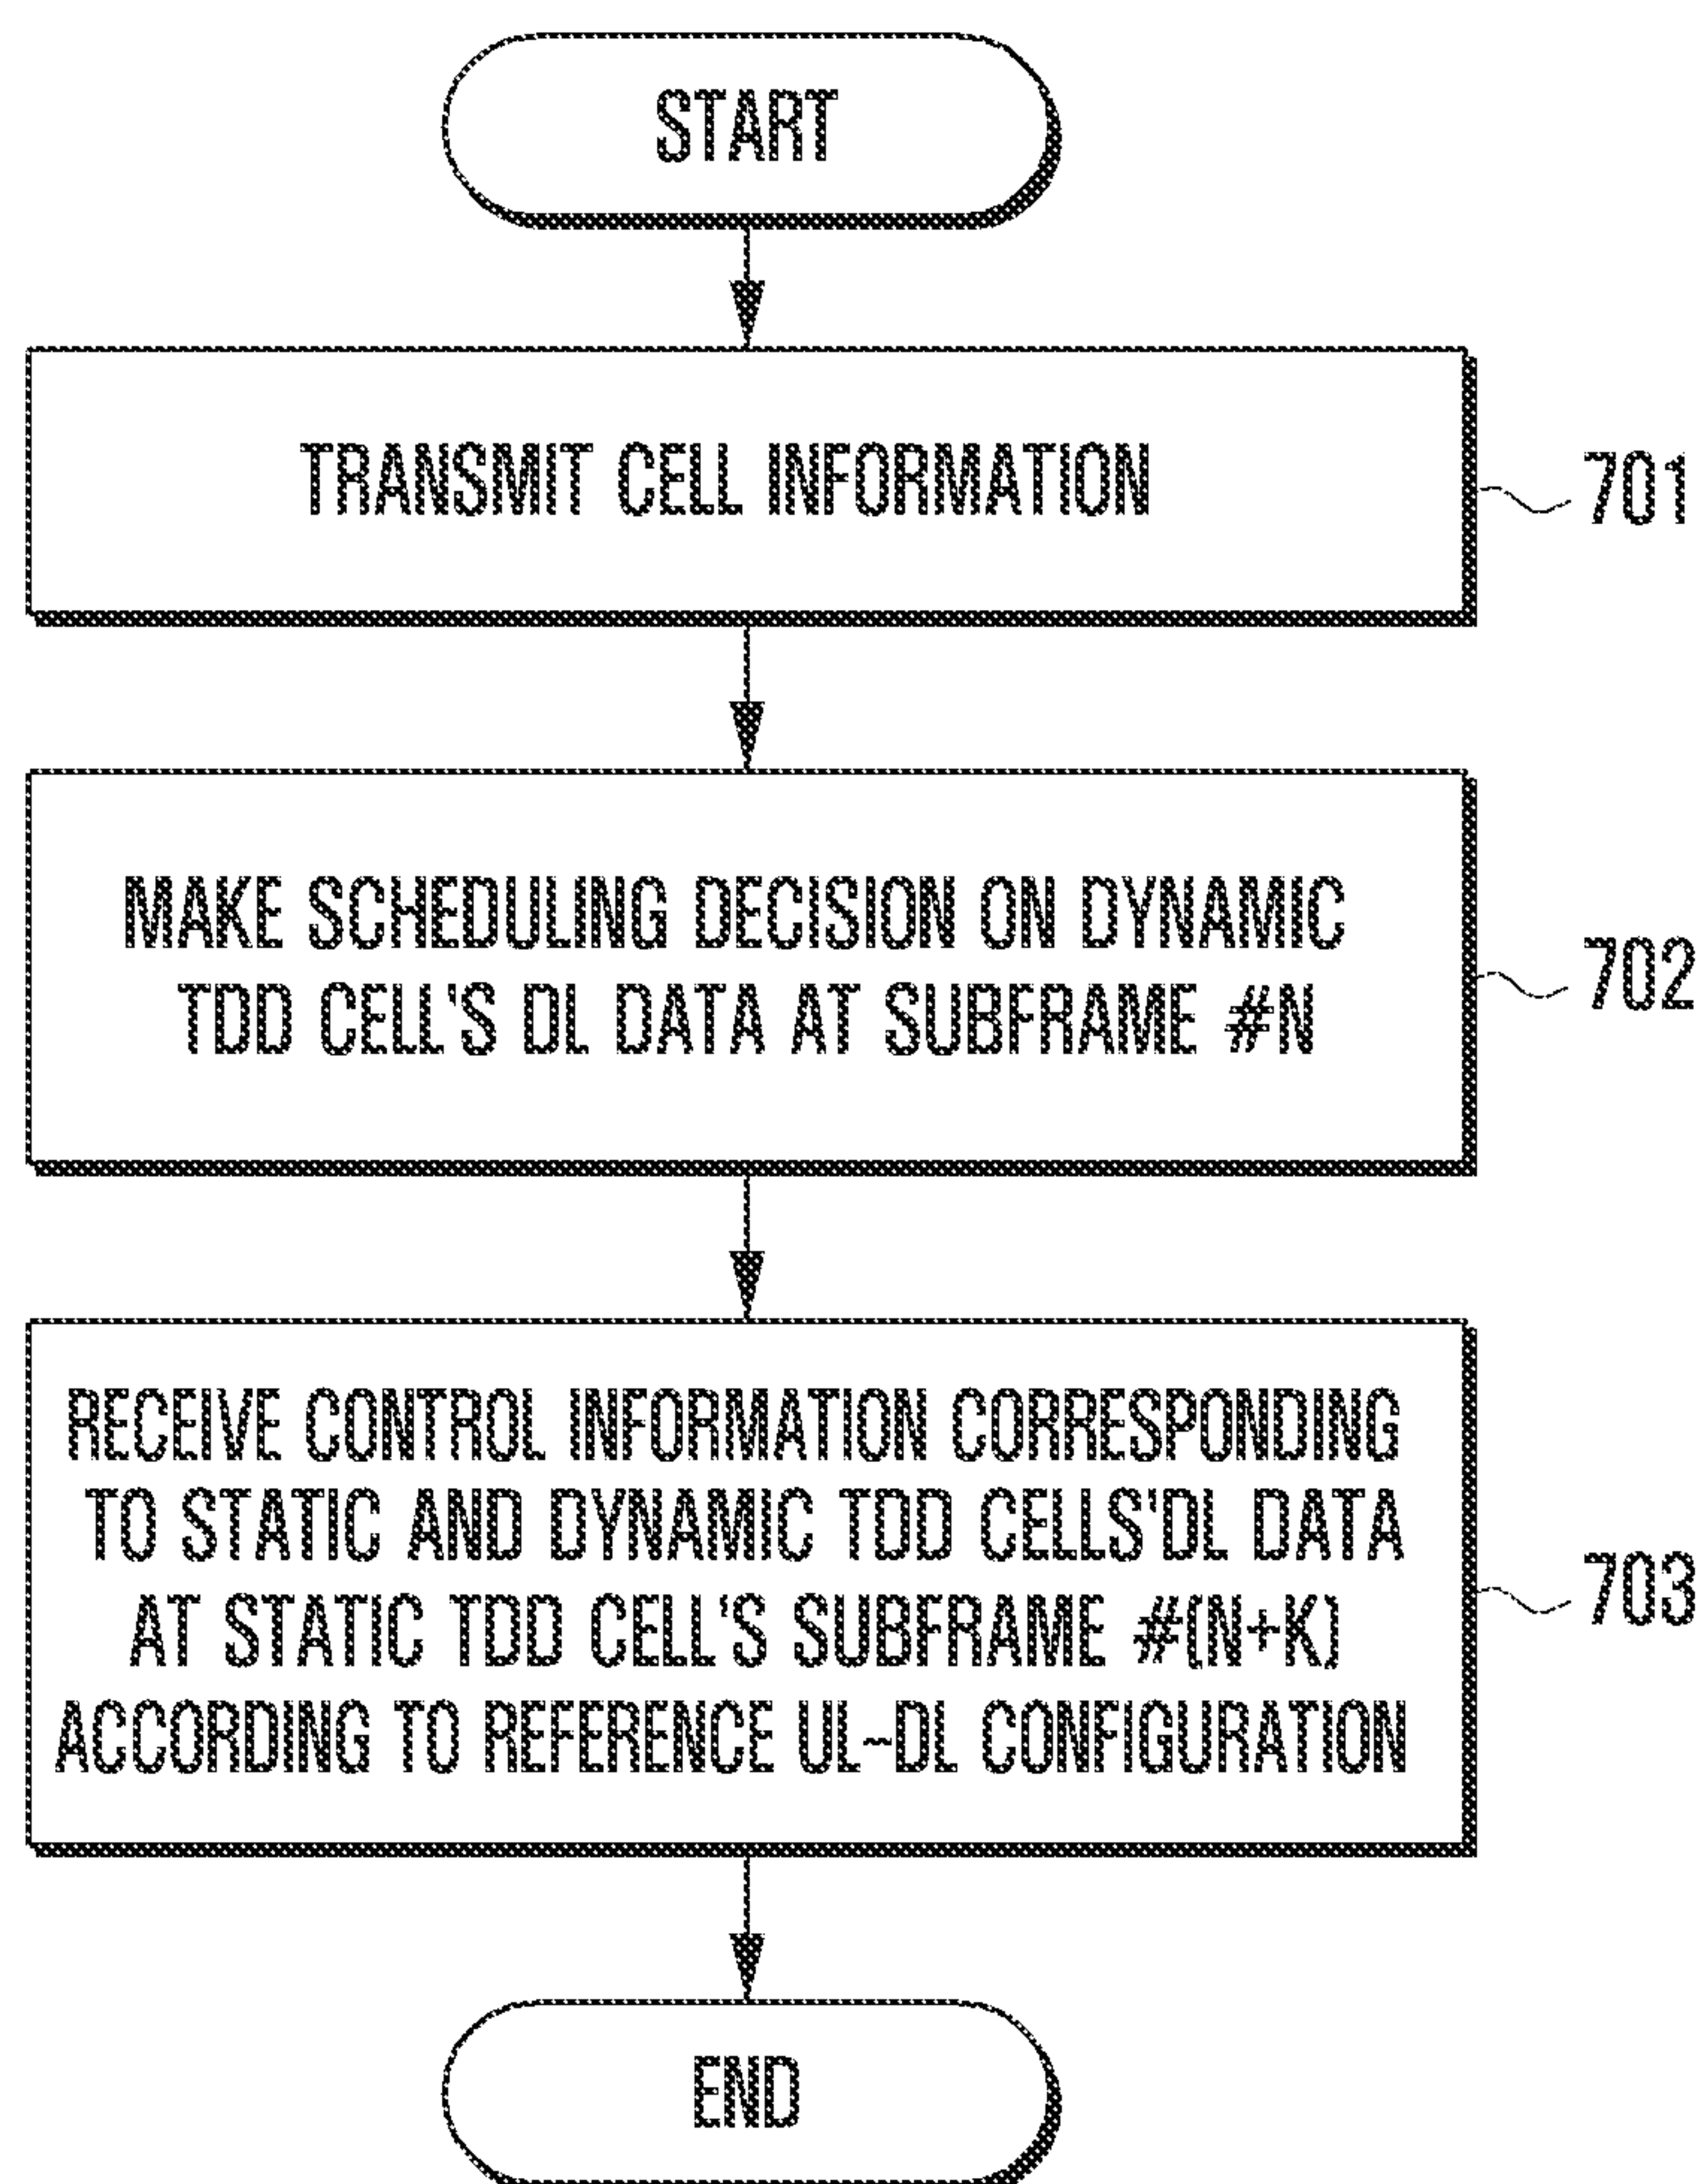 START
TRANSMIT CELL INFORMATION
701
MAKE SCHEDULING DECISION ON DYNAMIC
TDD CELL'S DL DATA AT SUBFRAME #N
702
RECEIVE CONTROL INFORMATION CORRESPONDING
TO STATIC AND DYNAMIC TDD CELLS'DL DATA
AT STATIC TDD CELL'S SUBFRAME #(N+K)
ACCORDING TO REFERENCE UL-DL CONFIGURATION
703
END